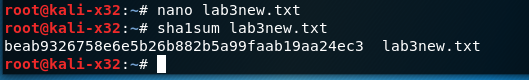 root@kali-x32:~# nano lab3new.txt
root@kali-x32:~# sha1sum lab3new.txt
beab9326758e6e5b26b882b5a99faab19aa24ec3  lab3new.txt
root@kali-x32:~#